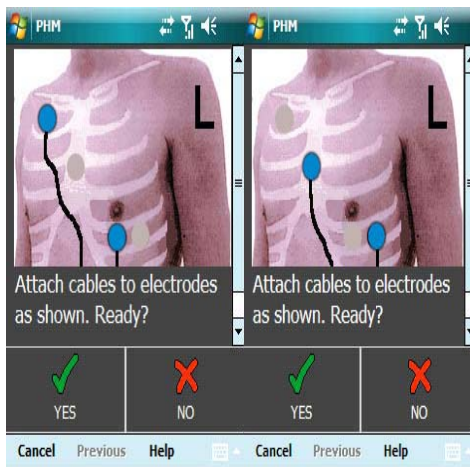 PHM
L
Attach cables to electrodes
as shown. Ready?
YES NO
Cancel Previous Help
PHM
L
Attach cables to electrodes
as shown. Ready?
YES NO
Cancel Previous Help